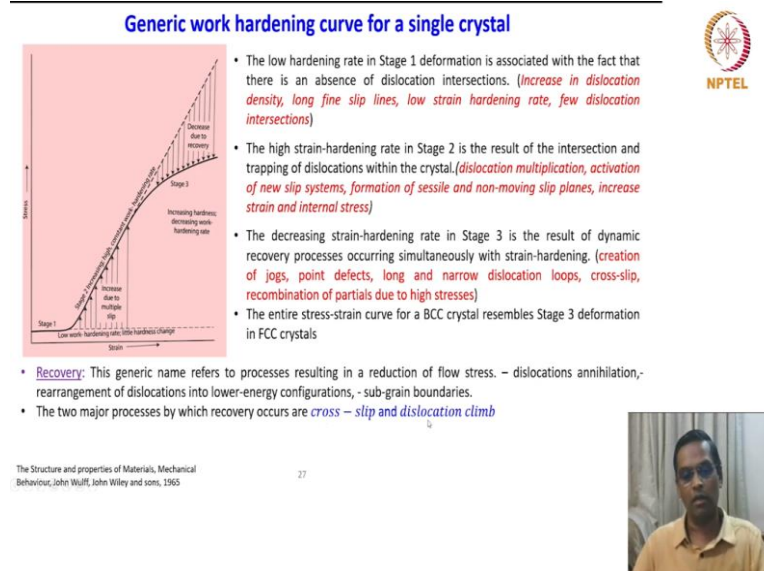 Generic work hardening curve for a single crystal
NPTEL
• The low hardening rate in Stage 1 deformation is associated with the fact that
there is an absence of dislocation intersections. (Increase in dislocation
density, long fine slip lines, low strain hardening rate, few dislocation
intersections)
• The high strain-hardening rate in Stage 2 is the result of the intersection and
trapping of dislocations within the crystal.(dislocation multiplication, activation
of new slip systems, formation of sessile and non-moving slip planes, increase
strain and internal stress)
• The decreasing strain-hardening rate in Stage 3 is the result of dynamic
recovery processes occurring simultaneously with strain-hardening. (creation
of jogs, point defects, long and narrow dislocation loops, cross-slip,
recombination of partials due to high stresses)
• The entire stress-strain curve for a BCC crystal resembles Stage 3 deformation
in FCC crystals
Stress
Decrease
due to
recovery
Stage 3
Increasing hardness:
decreasing work-
hardening rate
Stage 2 Increasing: high, constant work- hardening rate
Increase
due to
multiple
slip
Stage 1
Low work- hardening rate; little hardness change
Strain
• Recovery: This generic name refers to processes resulting in a reduction of flow stress. – dislocations annihilation,-
rearrangement of dislocations into lower-energy configurations, - sub-grain boundaries.
• The two major processes by which recovery occurs are cross − slip and dislocation climb
The Structure and properties of Materials, Mechanical
Behaviour, John Wulff, John Wiley and sons, 1965
27